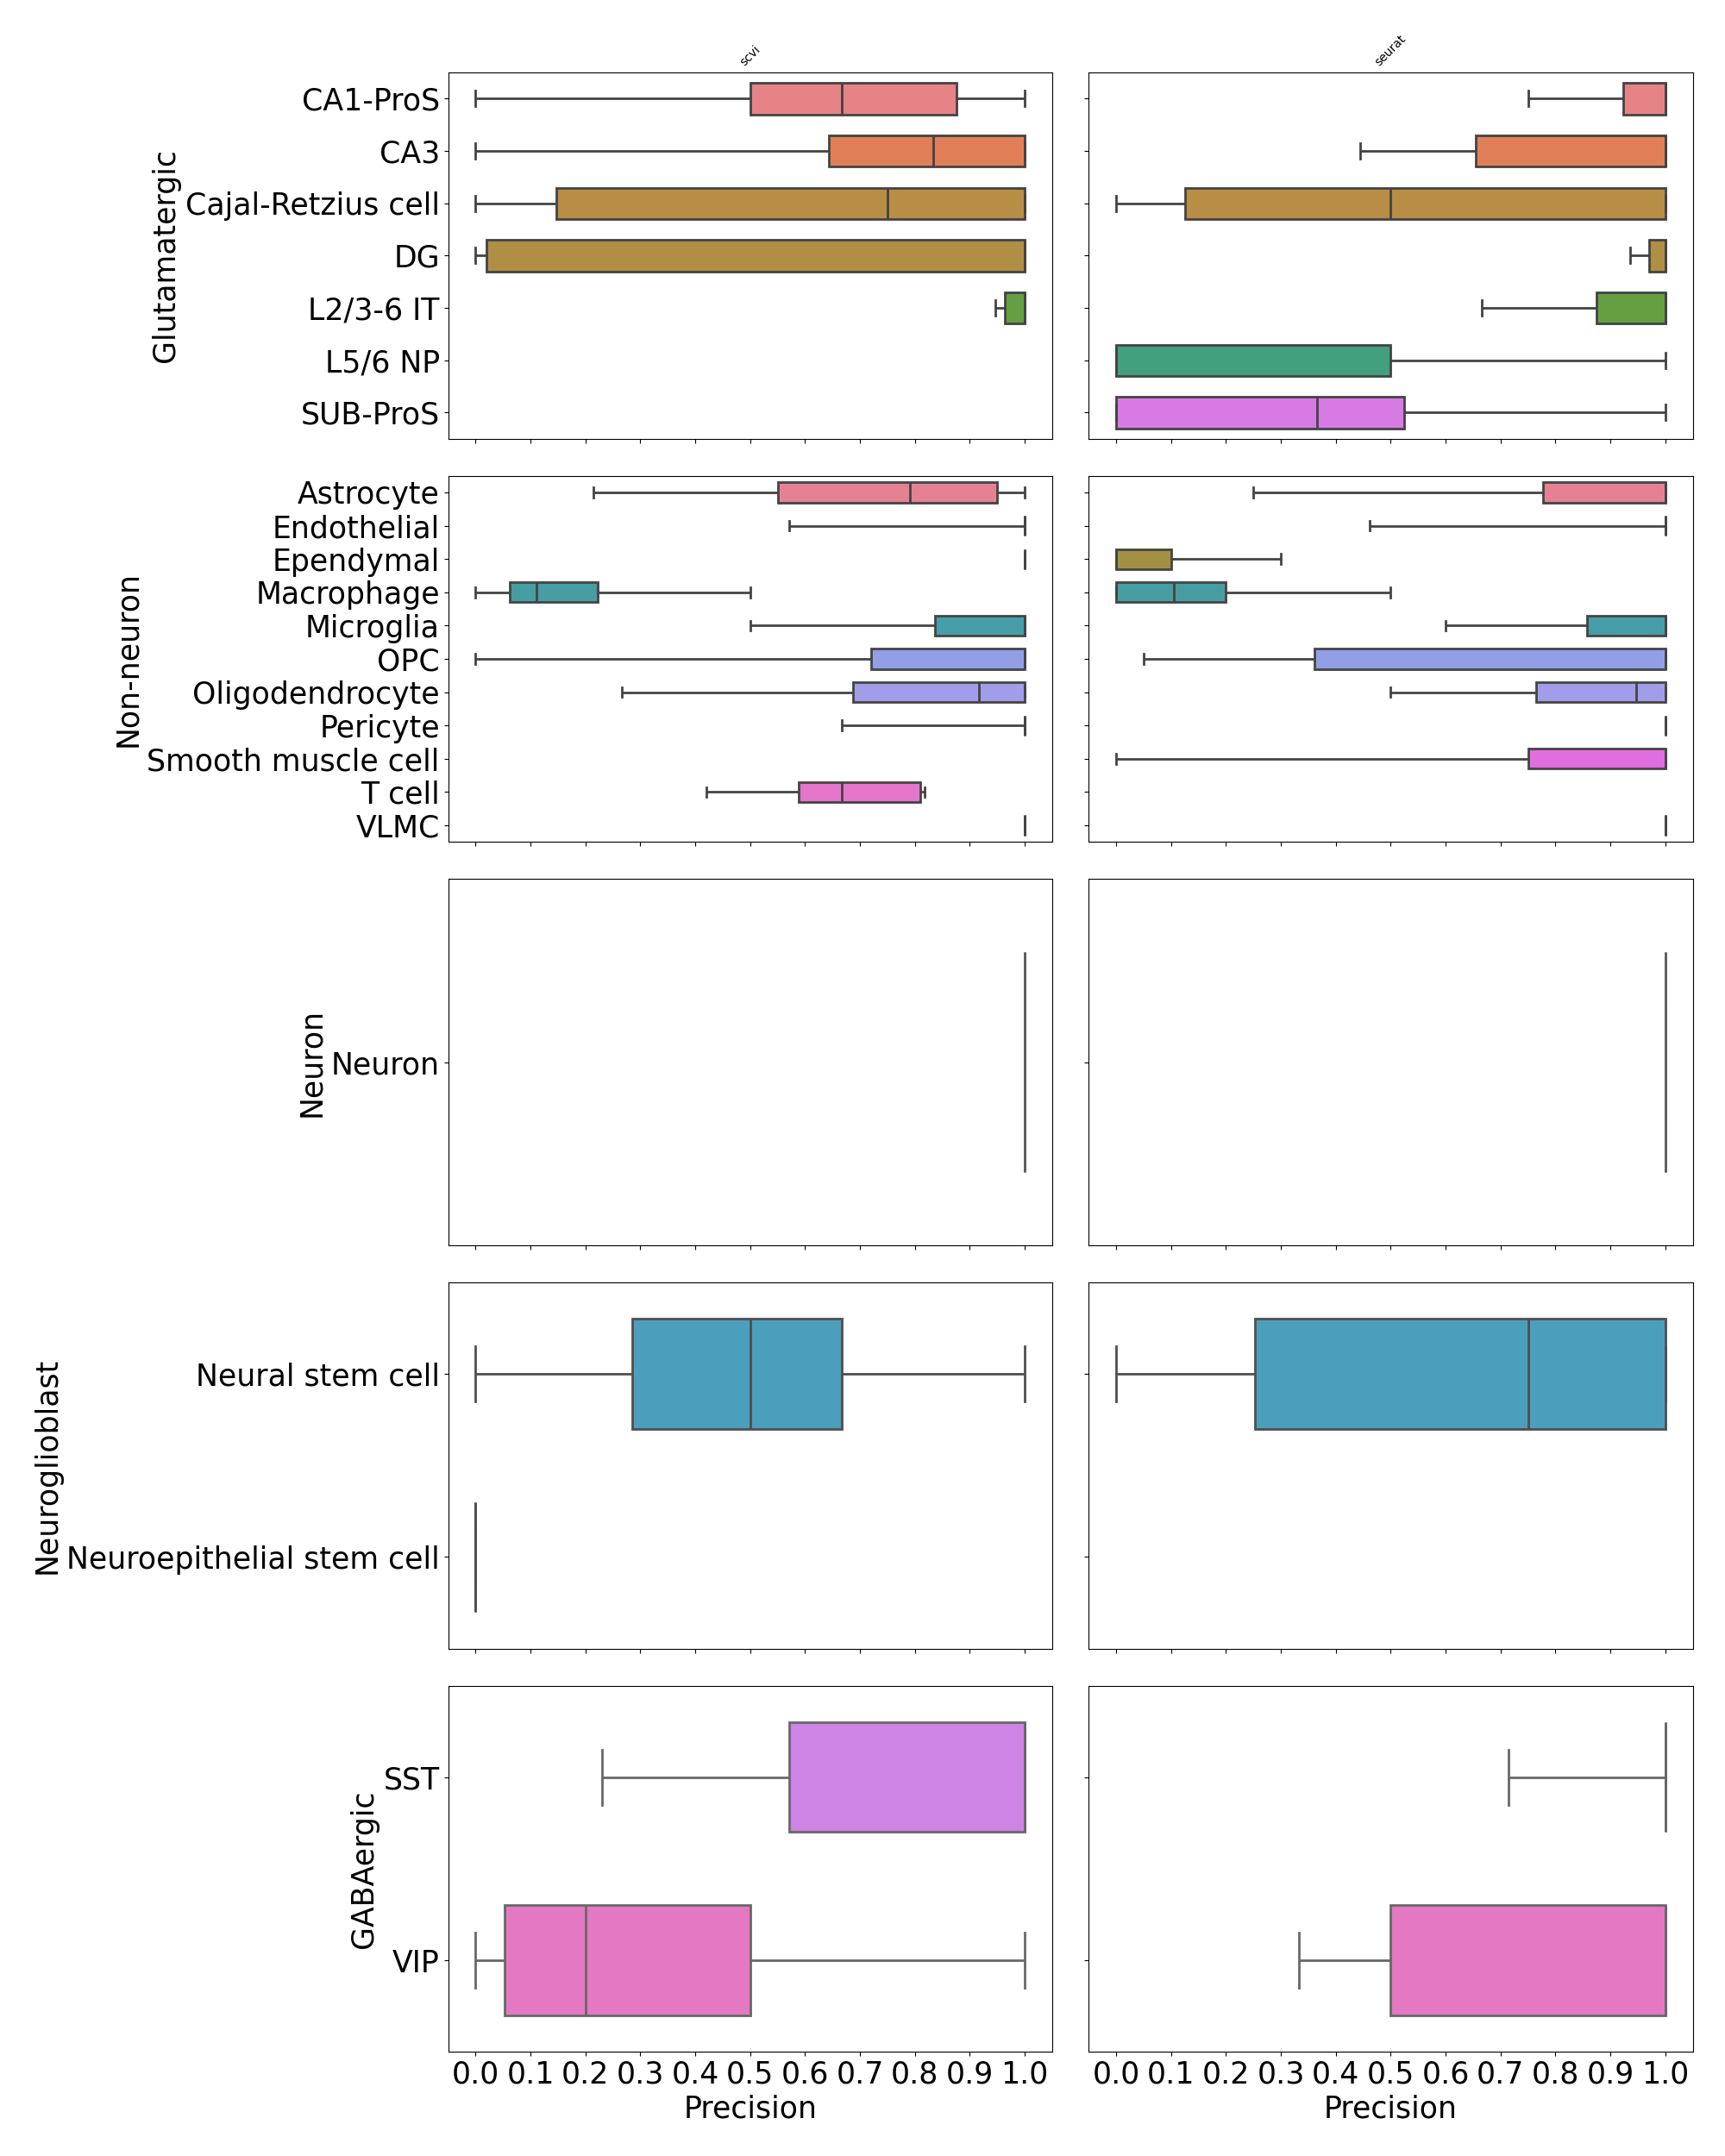 scvi
seurat
Glutamatergic
CA1-ProS
CA3
Cajal-Retzius cell
DG
L2/3-6 IT
L5/6 NP
SUB-ProS
Non-neuron
Astrocyte
Endothelial
Ependymal
Macrophage
Microglia
OPC
Oligodendrocyte
Pericyte
Smooth muscle cell
T cell
VLMC
Neuron
Neuron
Neuroglioblast
Neural stem cell
Neuroepithelial stem cell
GABAergic
SST
VIP
0.0 0.1 0.2 0.3 0.4 0.5 0.6 0.7 0.8 0.9 1.0
0.0 0.1 0.2 0.3 0.4 0.5 0.6 0.7 0.8 0.9 1.0
Precision
Precision